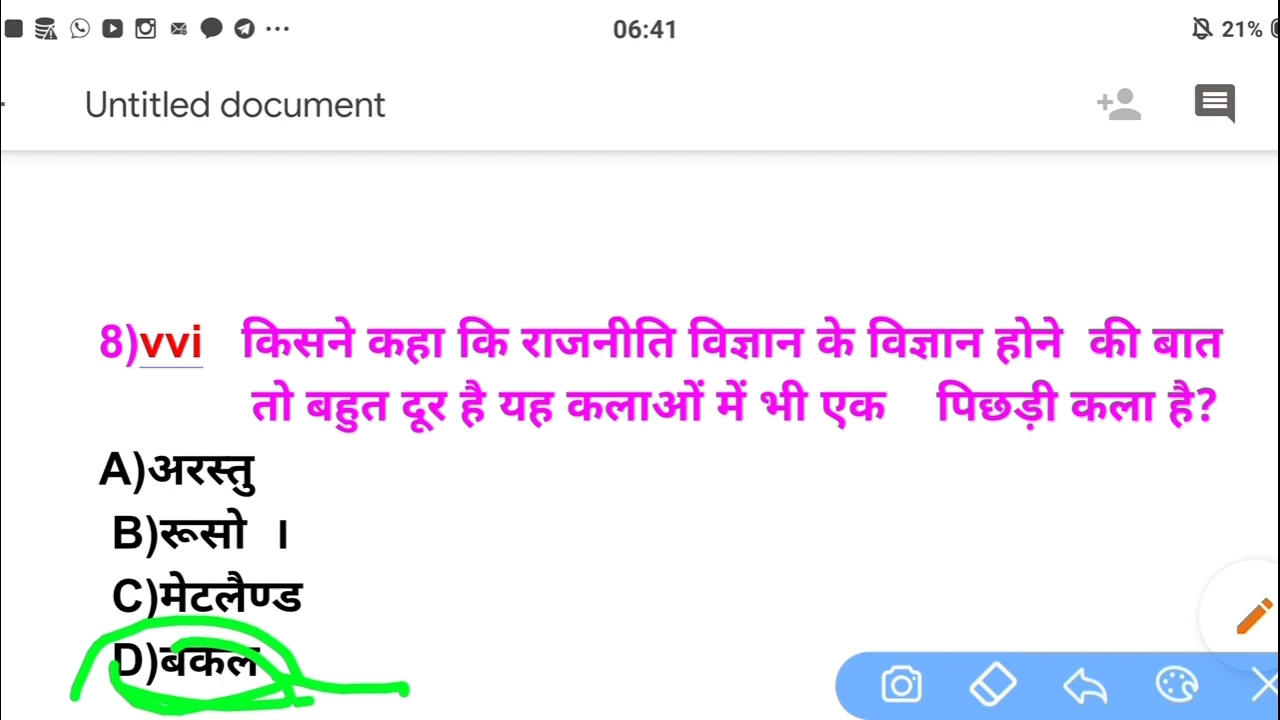 06:41
21%
Untitled document
8)vvi किसने कहा कि राजनीति विज्ञान के विज्ञान होने की बात
तो बहुत दूर है यह कलाओं में भी एक पिछड़ी कला है?
A)अरस्तु
B)रूसो ।
C)मेटलैण्ड
D)बकल